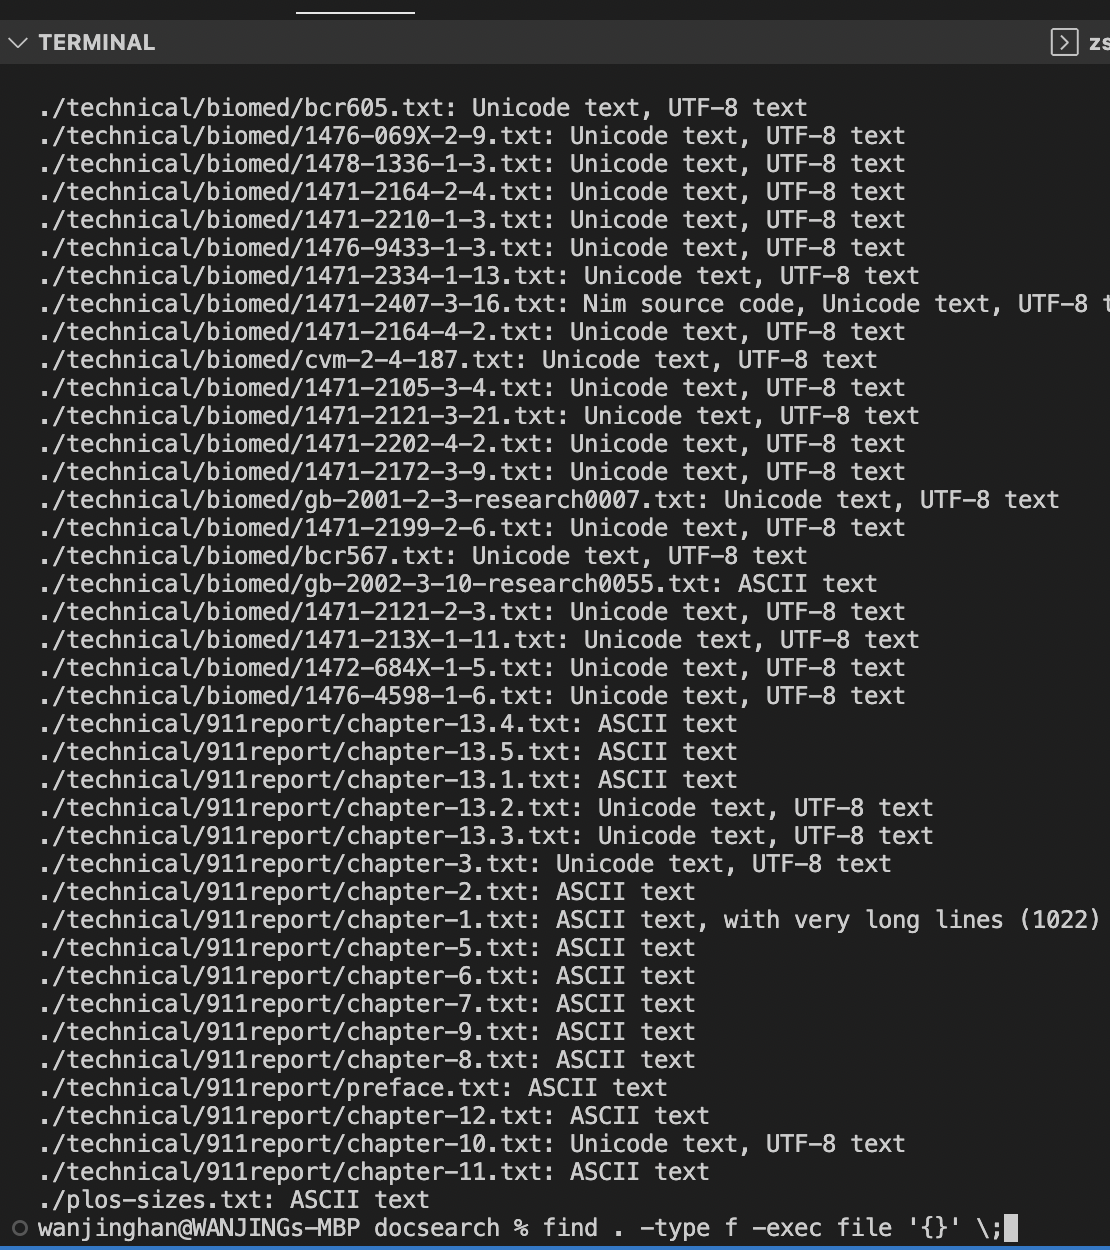 TERMINAL
zs
./technical/biomed/bcr605.txt: Unicode text, UTF-8 text
./technical/biomed/1476-069X-2-9.txt: Unicode text, UTF-8 text
./technical/biomed/1478-1336-1-3.txt: Unicode text, UTF-8 text
./technical/biomed/1471-2164-2-4.txt: Unicode text, UTF-8 text
./technical/biomed/1471-2210-1-3.txt: Unicode text, UTF-8 text
./technical/biomed/1476-9433-1-3.txt: Unicode text, UTF-8 text
./technical/biomed/1471-2334-1-13.txt: Unicode text, UTF-8 text
./technical/biomed/1471-2407-3-16.txt: Nim source code, Unicode text, UTF-8 t
./technical/biomed/1471-2164-4-2.txt: Unicode text, UTF-8 text
./technical/biomed/cvm-2-4-187.txt: Unicode text, UTF-8 text
./technical/biomed/1471-2105-3-4.txt: Unicode text, UTF-8 text
./technical/biomed/1471-2121-3-21.txt: Unicode text, UTF-8 text
./technical/biomed/1471-2202-4-2.txt: Unicode text, UTF-8 text
./technical/biomed/1471-2172-3-9.txt: Unicode text, UTF-8 text
./technical/biomed/gb-2001-2-3-research0007.txt: Unicode text, UTF-8 text
./technical/biomed/1471-2199-2-6.txt: Unicode text, UTF-8 text
./technical/biomed/bcr567.txt: Unicode text, UTF-8 text
./technical/biomed/gb-2002-3-10-research0055.txt: ASCII text
./technical/biomed/1471-2121-2-3.txt: Unicode text, UTF-8 text
./technical/biomed/1471-213X-1-11.txt: Unicode text, UTF-8 text
./technical/biomed/1472-684X-1-5.txt: Unicode text, UTF-8 text
./technical/biomed/1476-4598-1-6.txt: Unicode text, UTF-8 text
./technical/911report/chapter-13.4.txt: ASCII text
./technical/911report/chapter-13.5.txt: ASCII text
./technical/911report/chapter-13.1.txt: ASCII text
./technical/911report/chapter-13.2.txt: Unicode text, UTF-8 text
./technical/911report/chapter-13.3.txt: Unicode text, UTF-8 text
./technical/911report/chapter-3.txt: Unicode text, UTF-8 text
./technical/911report/chapter-2.txt: ASCII text
./technical/911report/chapter-1.txt: ASCII text, with very long lines (1022)
./technical/911report/chapter-5.txt: ASCII text
./technical/911report/chapter-6.txt: ASCII text
./technical/911report/chapter-7.txt: ASCII text
./technical/911report/chapter-9.txt: ASCII text
./technical/911report/chapter-8.txt: ASCII text
./technical/911report/preface.txt: ASCII text
./technical/911report/chapter-12.txt: ASCII text
./technical/911report/chapter-10.txt: Unicode text, UTF-8 text
./technical/911report/chapter-11.txt: ASCII text
./plos-sizes.txt: ASCII text
wanjinghan@WANJINGs-MBP docsearch % find . -type f -exec file '{}' \;